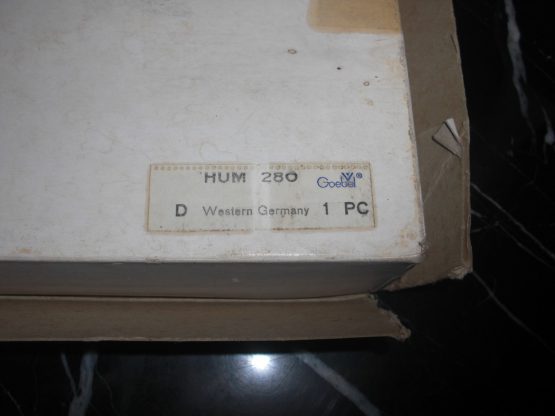 HUM 280 Goebel®
D Western Germany 1 PC